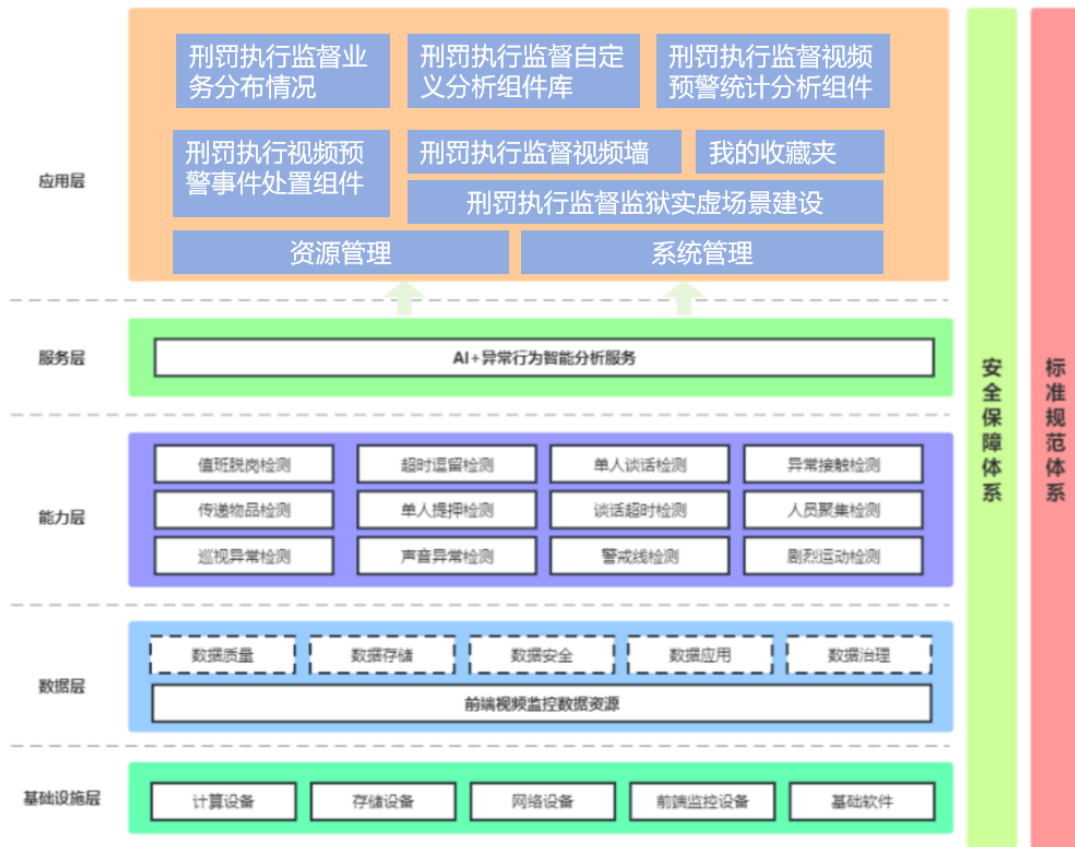 刑罚执行监督业
务分布情况
刑罚执行监督自定
义分析组件库
刑罚执行监督视频
预警统计分析组件
应用层
刑罚执行视频预
警事件处置组件
刑罚执行监督视频墙
我的收藏夹
刑罚执行监督监狱实虚场景建设
资源管理
系统管理
服务层
AI+异常行为智能分析服务
能力层
值班脱岗检测
超时逗留检测
单人谈话检测
异常接触检测
传递物品检测
单人提押检测
谈话超时检测
人员聚集检测
巡视异常检测
声音异常检测
警戒线检测
剧烈运动检测
数据层
数据质量
数据存储
数据安全
数据应用
数据治理
前端视频监控数据资源
基础设施层
计算设备
存储设备
网络设备
前端监控设备
基础软件
安全保障体系
标准规范体系